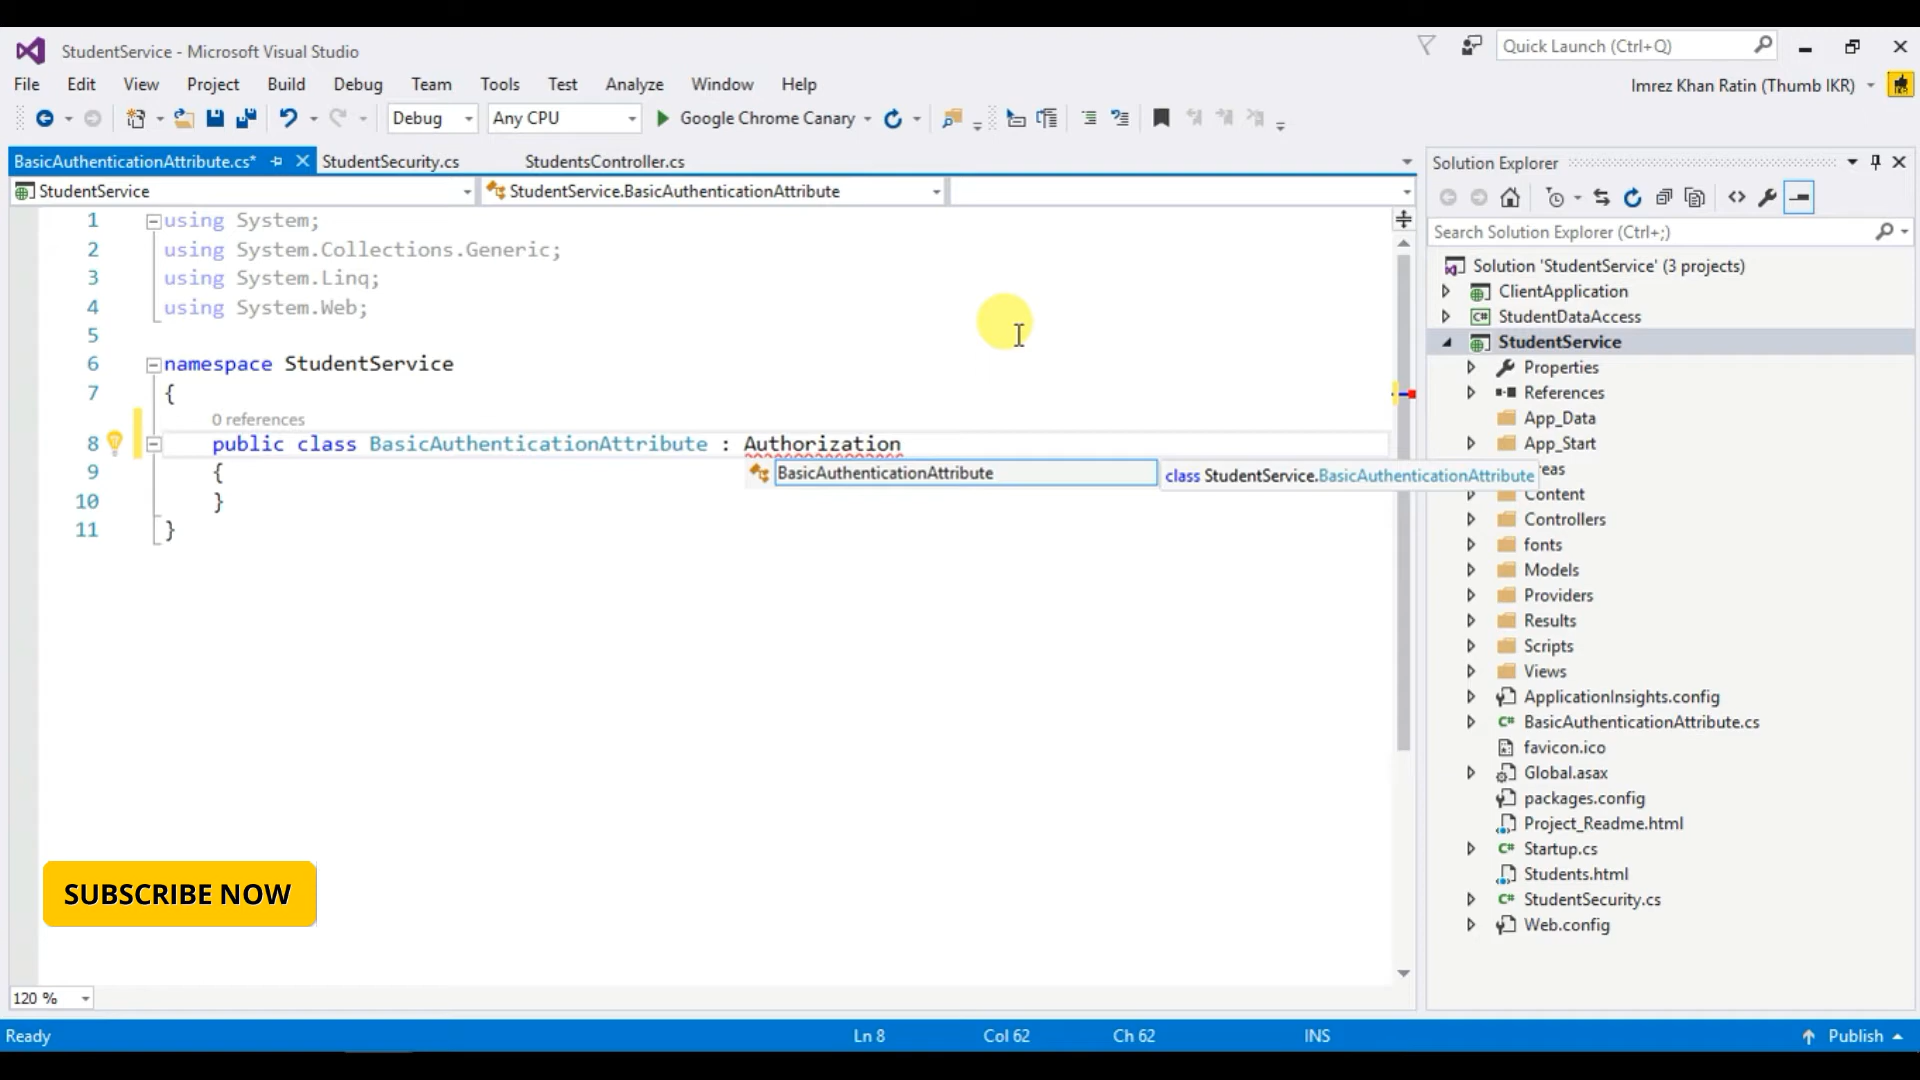 StudentService - Microsoft Visual Studio
Quick Launch (Ctrl+Q)
File Edit View Project Build Debug Team Tools Test Analyze Window Help
Imrez Khan Ratin (Thumb IKR)
Debug Any CPU Google Chrome Canary
BasicAuthenticationAttribute.cs* StudentSecurity.cs StudentsController.cs
StudentService StudentService.BasicAuthenticationAttribute
1 using System;
2 using System.Collections.Generic;
3 using System.Linq;
4 using System.Web;
5
6 namespace StudentService
7 {
0 references
8 public class BasicAuthenticationAttribute : Authorization
BasicAuthenticationAttribute class StudentService.BasicAuthenticationAttribute
9 {
10 }
11 }
SUBSCRIBE NOW
120 %
Solution Explorer
Search Solution Explorer (Ctrl+;)
Solution 'StudentService' (3 projects)
ClientApplication
C# StudentDataAccess
StudentService
Properties
References
App_Data
App_Start
eas
Content
Controllers
fonts
Models
Providers
Results
Scripts
Views
ApplicationInsights.config
C# BasicAuthenticationAttribute.cs
favicon.ico
Global.asax
packages.config
Project_Readme.html
C# Startup.cs
Students.html
C# StudentSecurity.cs
Web.config
Ready Ln 8 Col 62 Ch 62 INS Publish